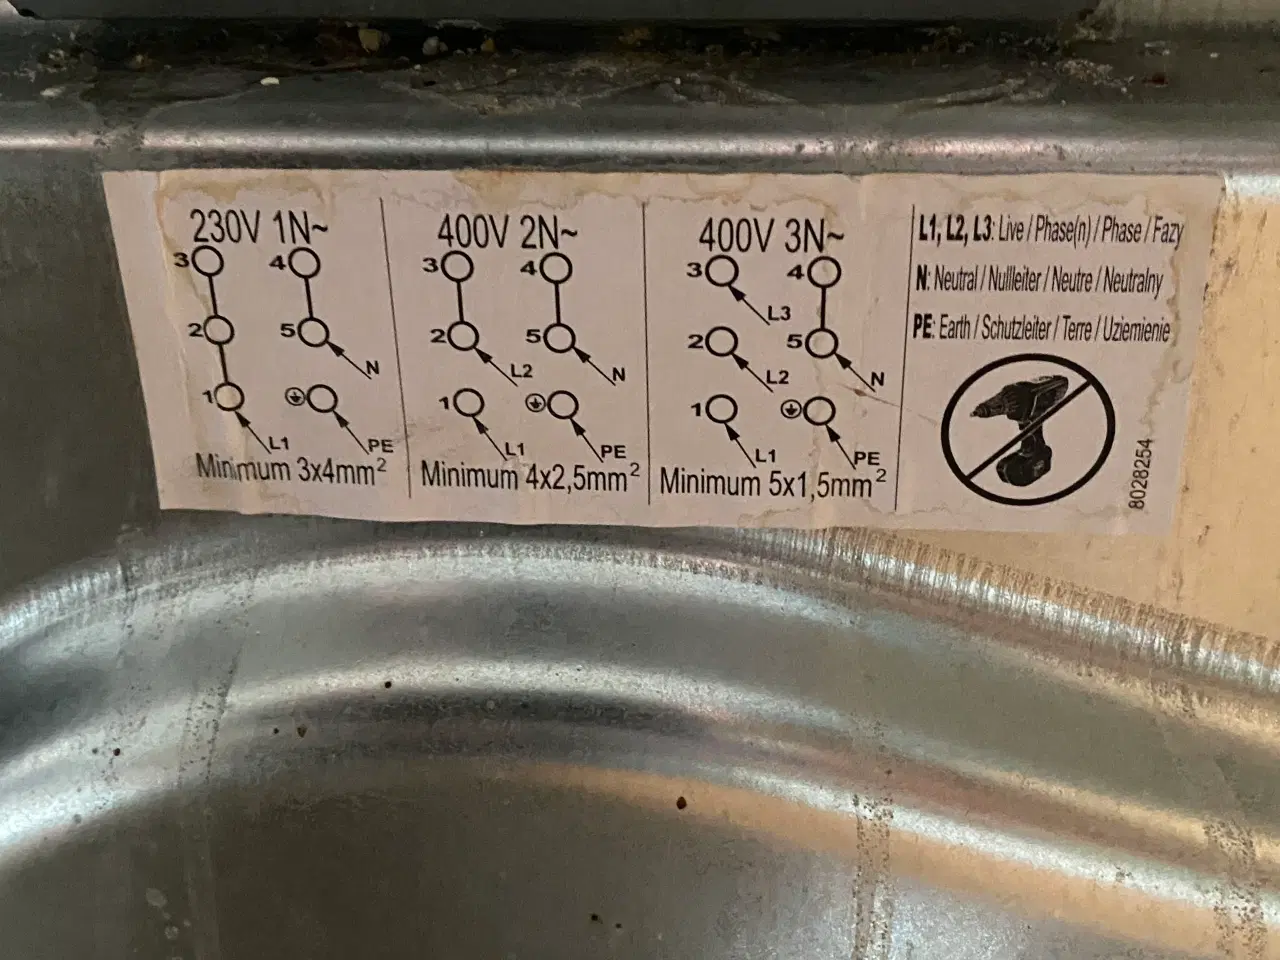 230V 1N~
3 4
2 5
N
1 ⏚
L1 PE
Minimum 3x4mm²
400V 2N~
3 4
2 5
L2 N
1 ⏚
L1 PE
Minimum 4x2,5mm²
400V 3N~
3 4
L3
2 5
L2 N
1 ⏚
L1 PE
Minimum 5x1,5mm²
L1, L2, L3: Live / Phase(n) / Phase / Fazy
N: Neutral / Nullleiter / Neutre / Neutralny
PE: Earth / Schutzleiter / Terre / Uziemienie
8028254